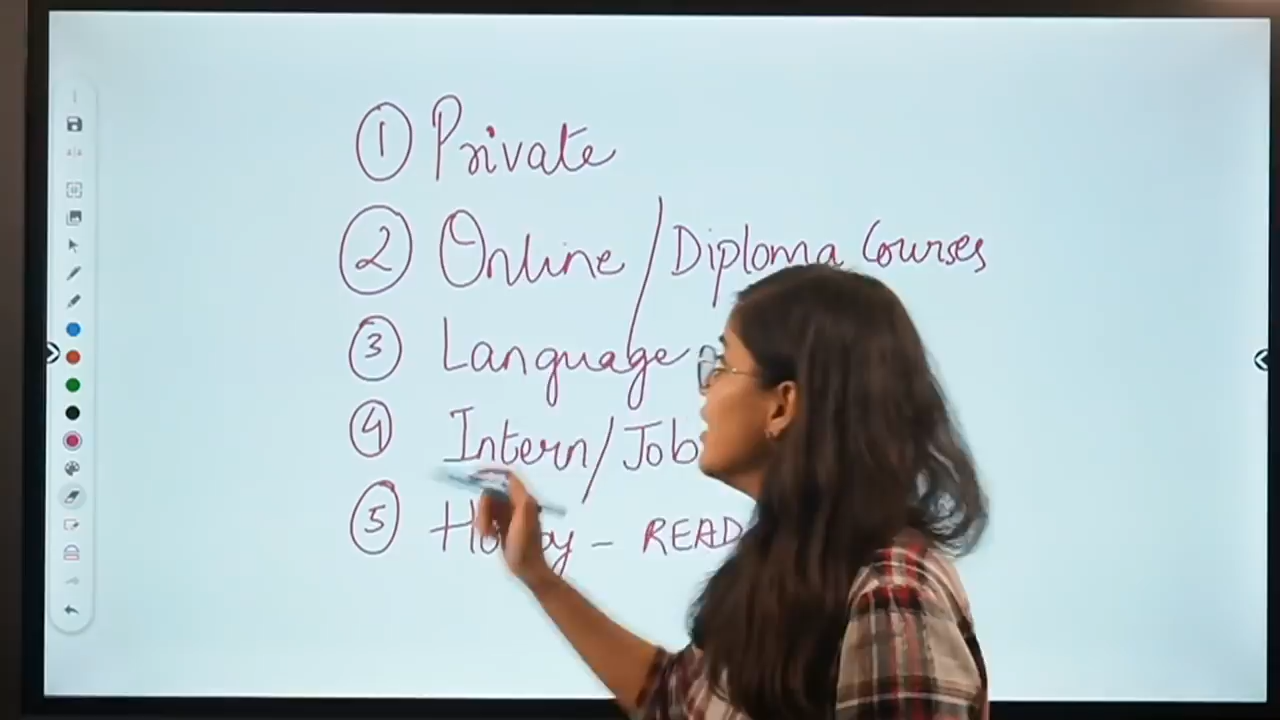 ① Private
② Online / Diploma Courses
③ Language
④ Intern / Job
⑤ - READ